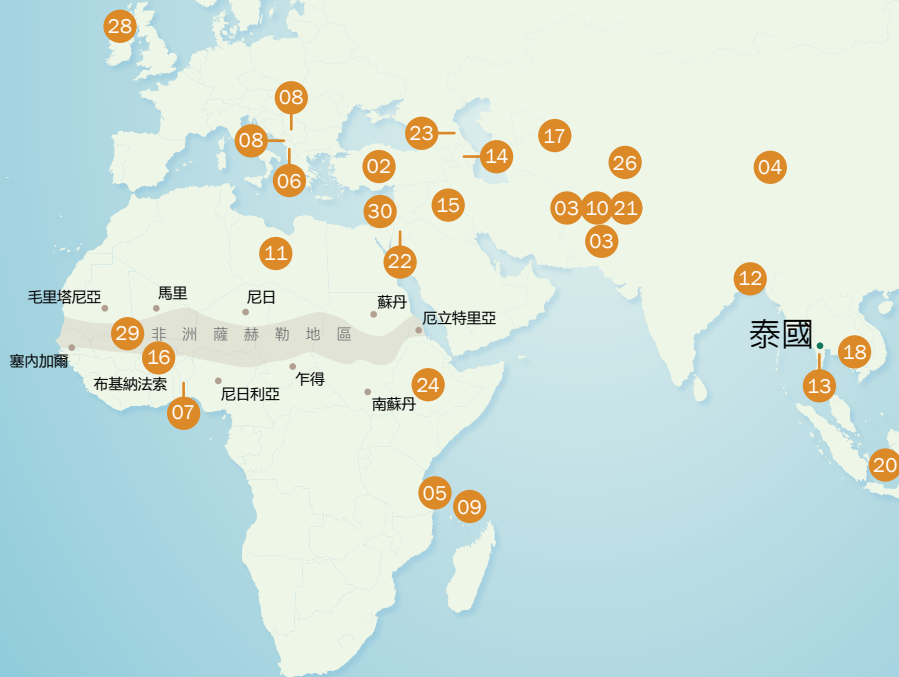 28
08
08
23
17
14
02
06
26
04
03
10
21
30
15
03
11
22
12
毛里塔尼亞
馬里
尼日
蘇丹
厄立特里亞
29
非洲薩赫勒地區
泰國
18
塞內加爾
16
布基納法索
乍得
尼日利亞
24
南蘇丹
13
07
20
05
09